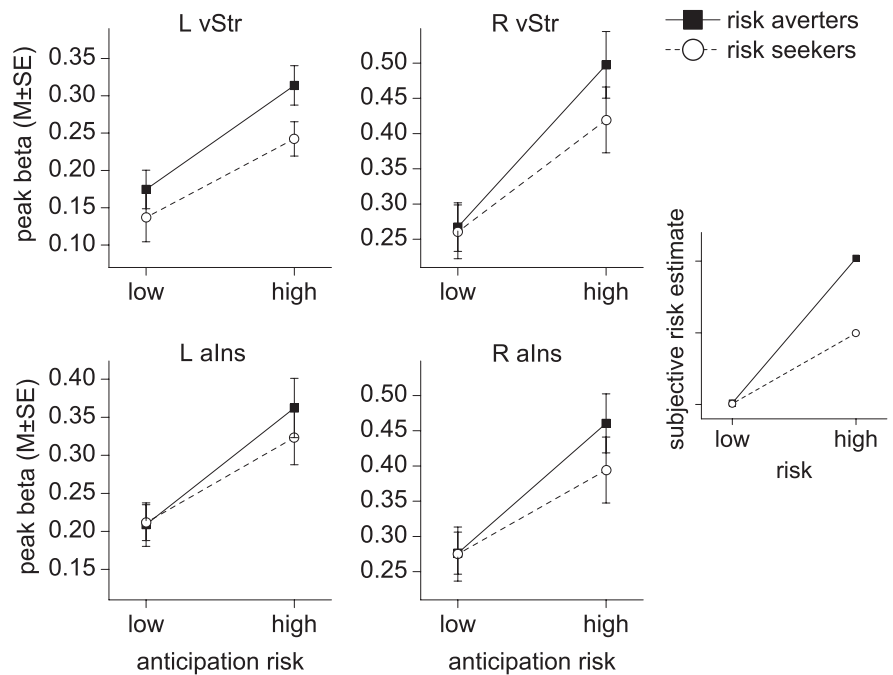 L vStr
R vStr
risk averters
risk seekers
peak beta (M±SE)
0.35
0.30
0.25
0.20
0.15
0.10
low
high
0.50
0.45
0.40
0.35
0.30
0.25
low
high
L aIns
R aIns
peak beta (M±SE)
0.40
0.35
0.30
0.25
0.20
0.15
low
high
anticipation risk
0.50
0.45
0.40
0.35
0.30
0.25
low
high
anticipation risk
subjective risk estimate
low
high
risk